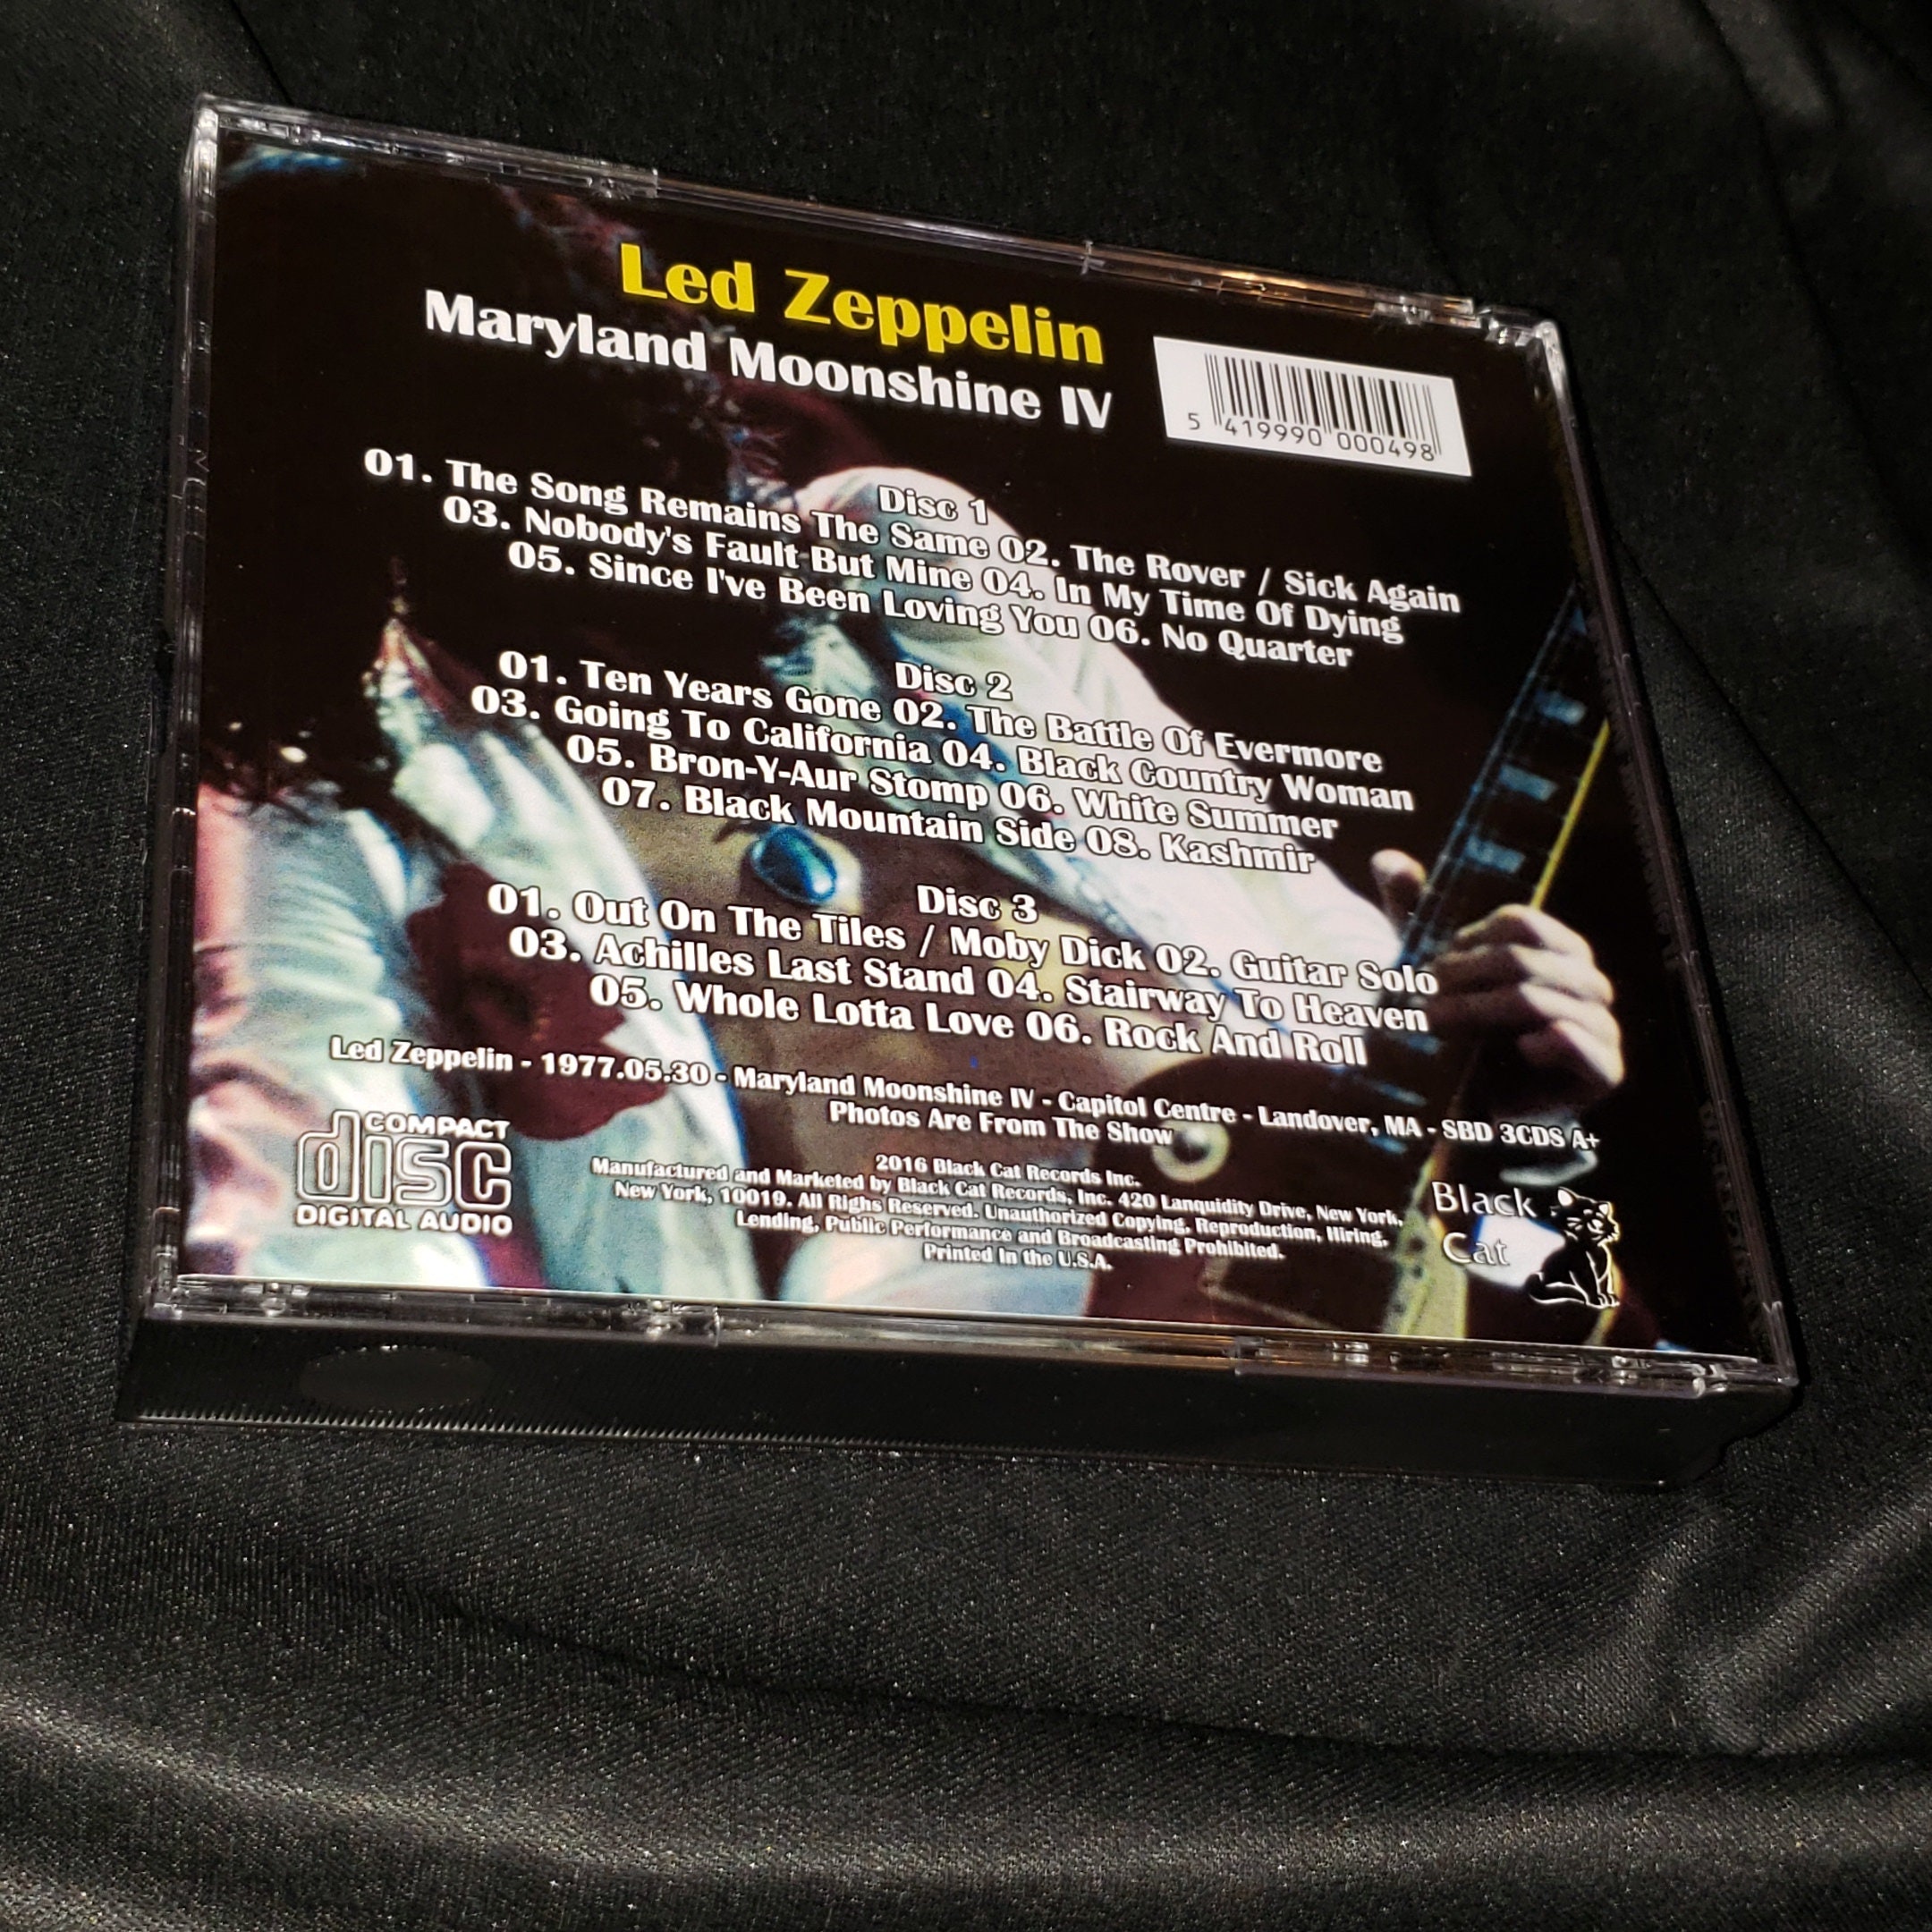 Led Zeppelin
Maryland Moonshine IV
5 419990 000498
Disc 1
01. The Song Remains The Same 02. The Rover / Sick Again
03. Nobody's Fault But Mine 04. In My Time Of Dying
05. Since I've Been Loving You 06. No Quarter
Disc 2
01. Ten Years Gone 02. The Battle Of Evermore
03. Going To California 04. Black Country Woman
05. Bron-Y-Aur Stomp 06. White Summer
07. Black Mountain Side 08. Kashmir
Disc 3
01. Out On The Tiles / Moby Dick 02. Guitar Solo
03. Achilles Last Stand 04. Stairway To Heaven
05. Whole Lotta Love 06. Rock And Roll
Led Zeppelin - 1977.05.30 - Maryland Moonshine IV - Capitol Centre - Landover, MA - SBD 3CDS A+
Photos Are From The Show
COMPACT
disc
DIGITAL AUDIO
2016 Black Cat Records Inc.
Manufactured and Marketed by Black Cat Records, Inc. 420 Lanquidity Drive, New York,
New York, 10019. All Righs Reserved. Unauthorized Copying, Reproduction, Hiring,
Lending, Public Performance and Broadcasting Prohibited.
Printed In the U.S.A.
Black
Cat